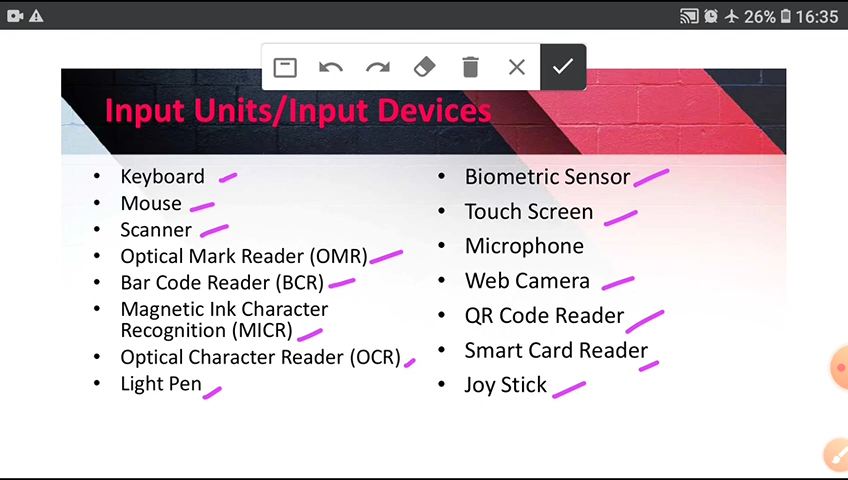 26% 16:35
Input Units/Input Devices
• Keyboard
• Mouse
• Scanner
• Optical Mark Reader (OMR)
• Bar Code Reader (BCR)
• Magnetic Ink Character
Recognition (MICR)
• Optical Character Reader (OCR)
• Light Pen
• Biometric Sensor
• Touch Screen
• Microphone
• Web Camera
• QR Code Reader
• Smart Card Reader
• Joy Stick